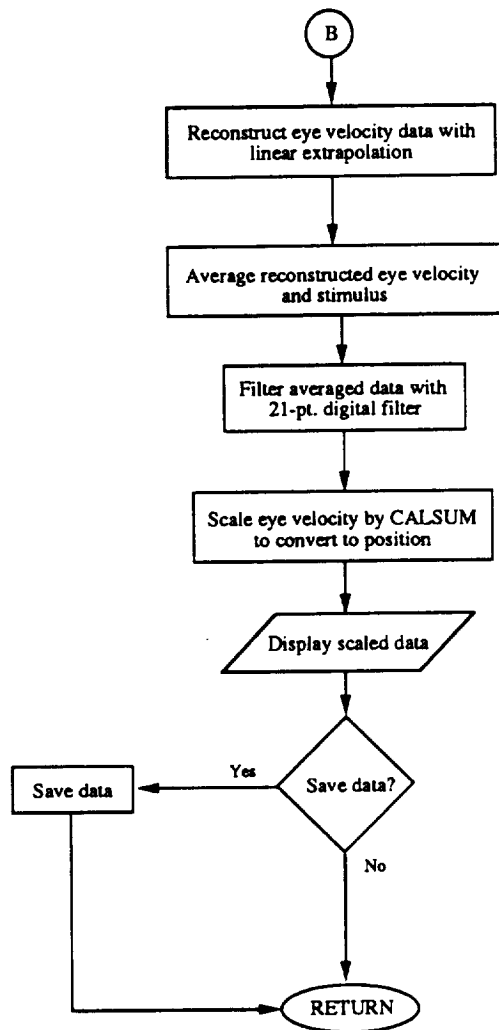 B
Reconstruct eye velocity data with
linear extrapolation
Average reconstructed eye velocity
and stimulus
Filter averaged data with
21-pt. digital filter
Scale eye velocity by CALSUM
to convert to position
Display scaled data
Save data?
Yes
Save data
No
RETURN